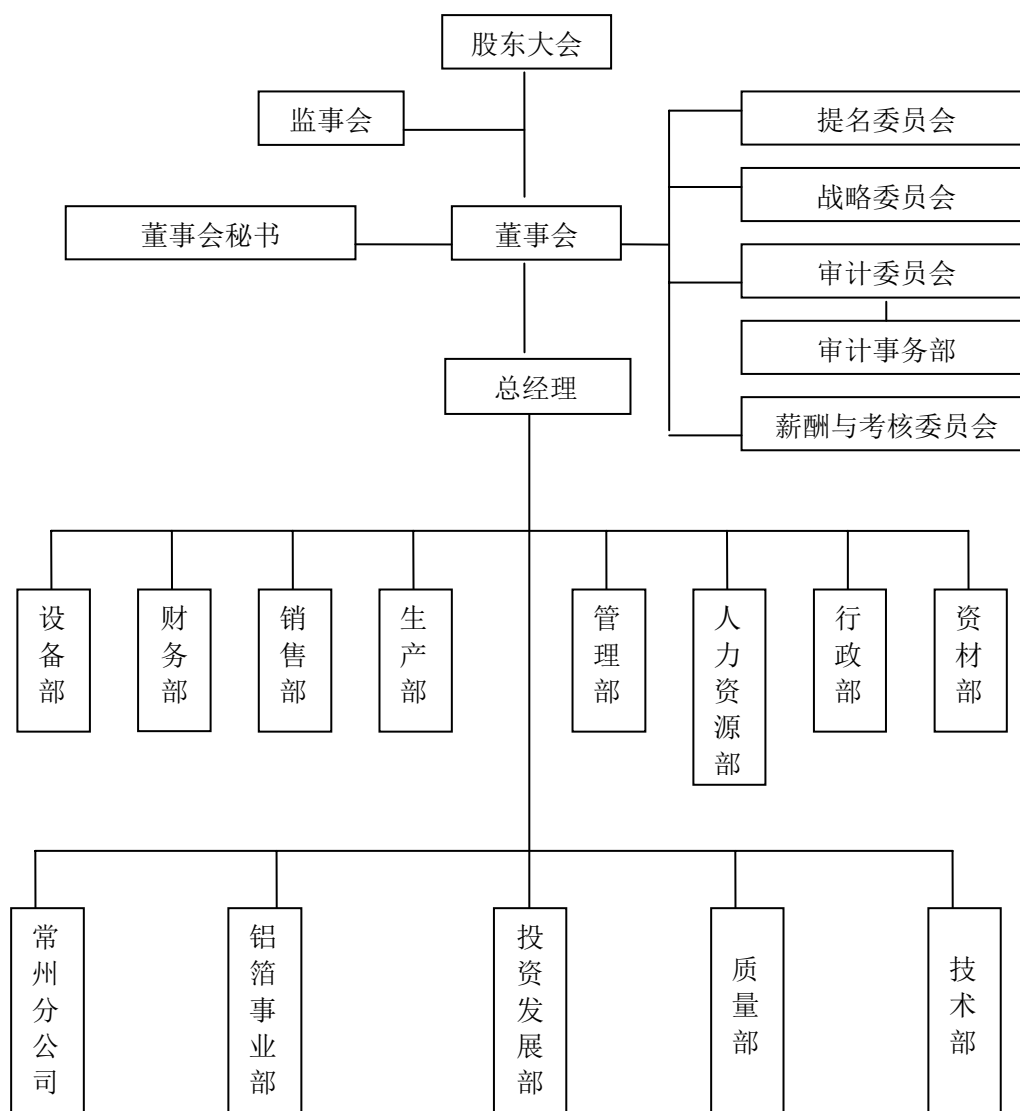 股东大会
监事会
提名委员会
战略委员会
董事会秘书
董事会
审计委员会
审计事务部
总经理
薪酬与考核委员会
设备部
财务部
销售部
生产部
管理部
人力资源部
行政部
资材部
常州分公司
铝箔事业部
投资发展部
质量部
技术部